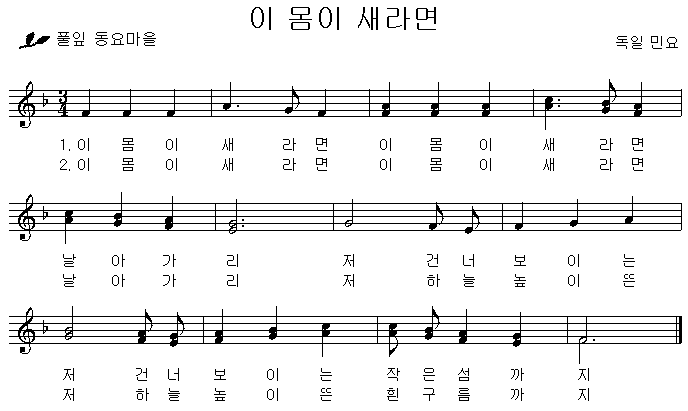 이 몸이 새라면
풀잎 동요마을
독일 민요
3
4
1. 이 몸 이 새 라 면 이 몸 이 새 라 면
2. 이 몸 이 새 라 면 이 몸 이 새 라 면
날 아 가 리 저 건 너 보 이 는
날 아 가 리 저 하 늘 높 이 뜬
저 건 너 보 이 는 작 은 섬 까 지
저 하 늘 높 이 뜬 흰 구 름 까 지